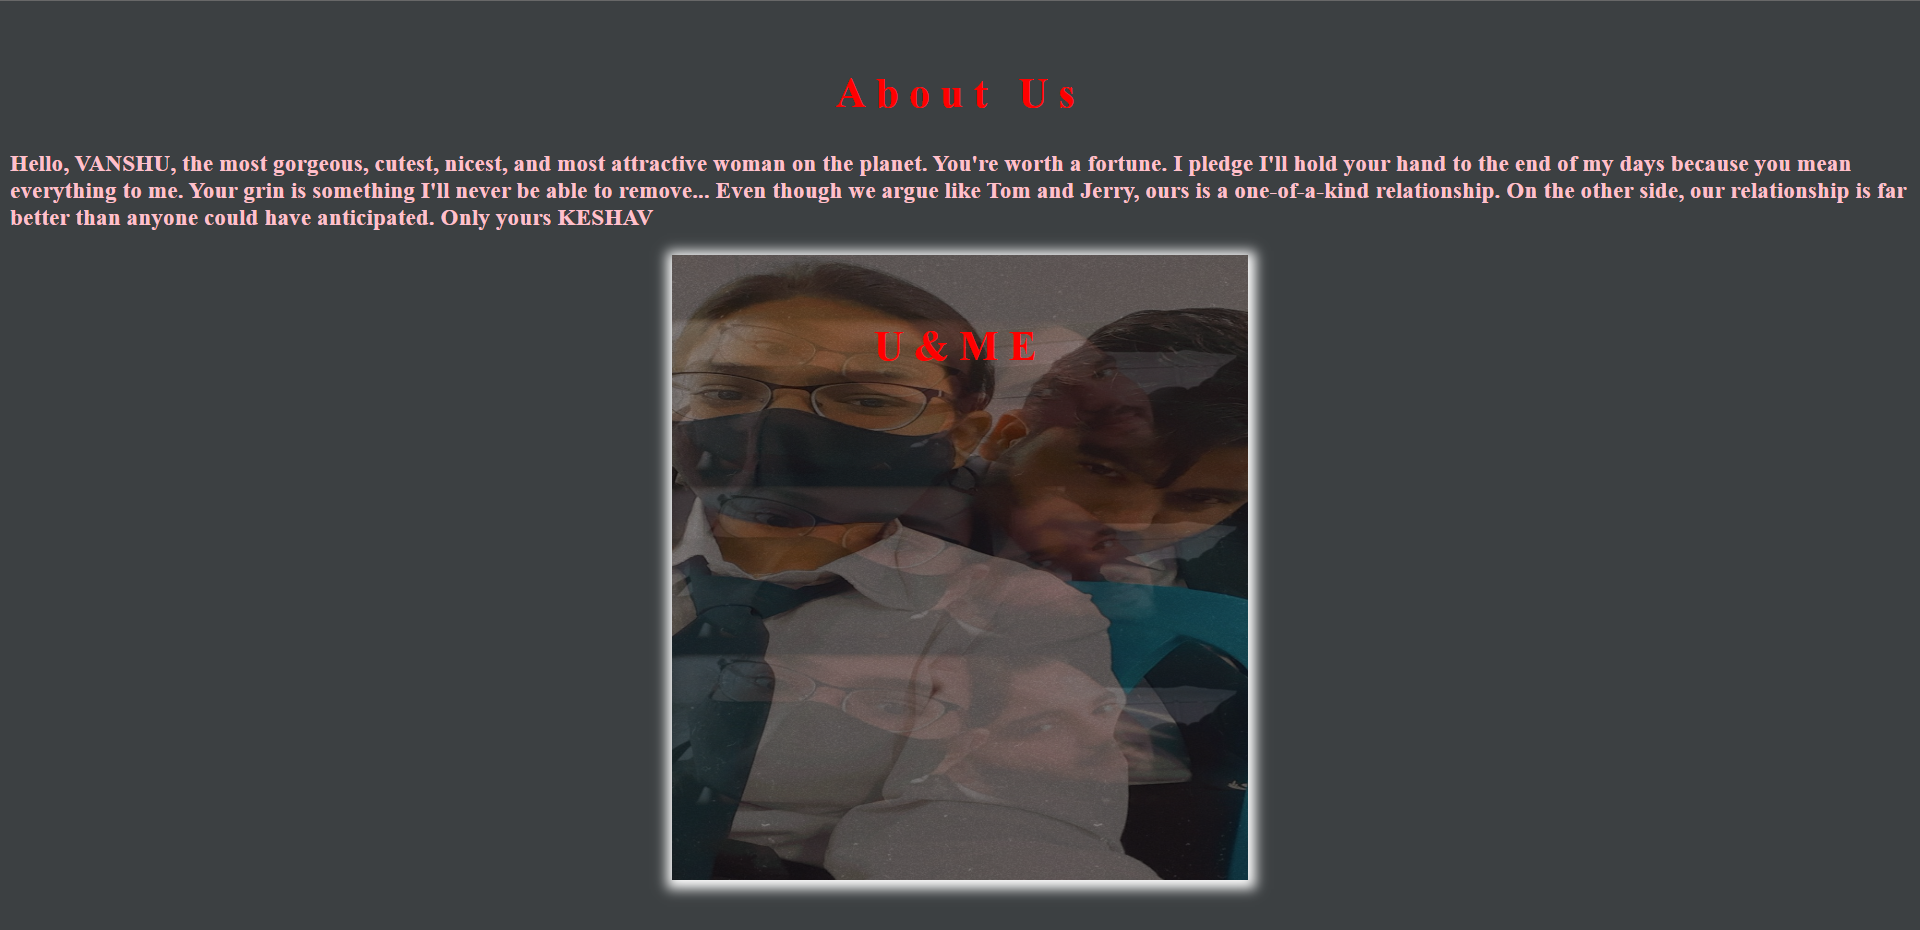 About Us
Hello, VANSHU, the most gorgeous, cutest, nicest, and most attractive woman on the planet. You're worth a fortune. I pledge I'll hold your hand to the end of my days because you mean
everything to me. Your grin is something I'll never be able to remove... Even though we argue like Tom and Jerry, ours is a one-of-a-kind relationship. On the other side, our relationship is far
better than anyone could have anticipated. Only yours KESHAV
U&ME